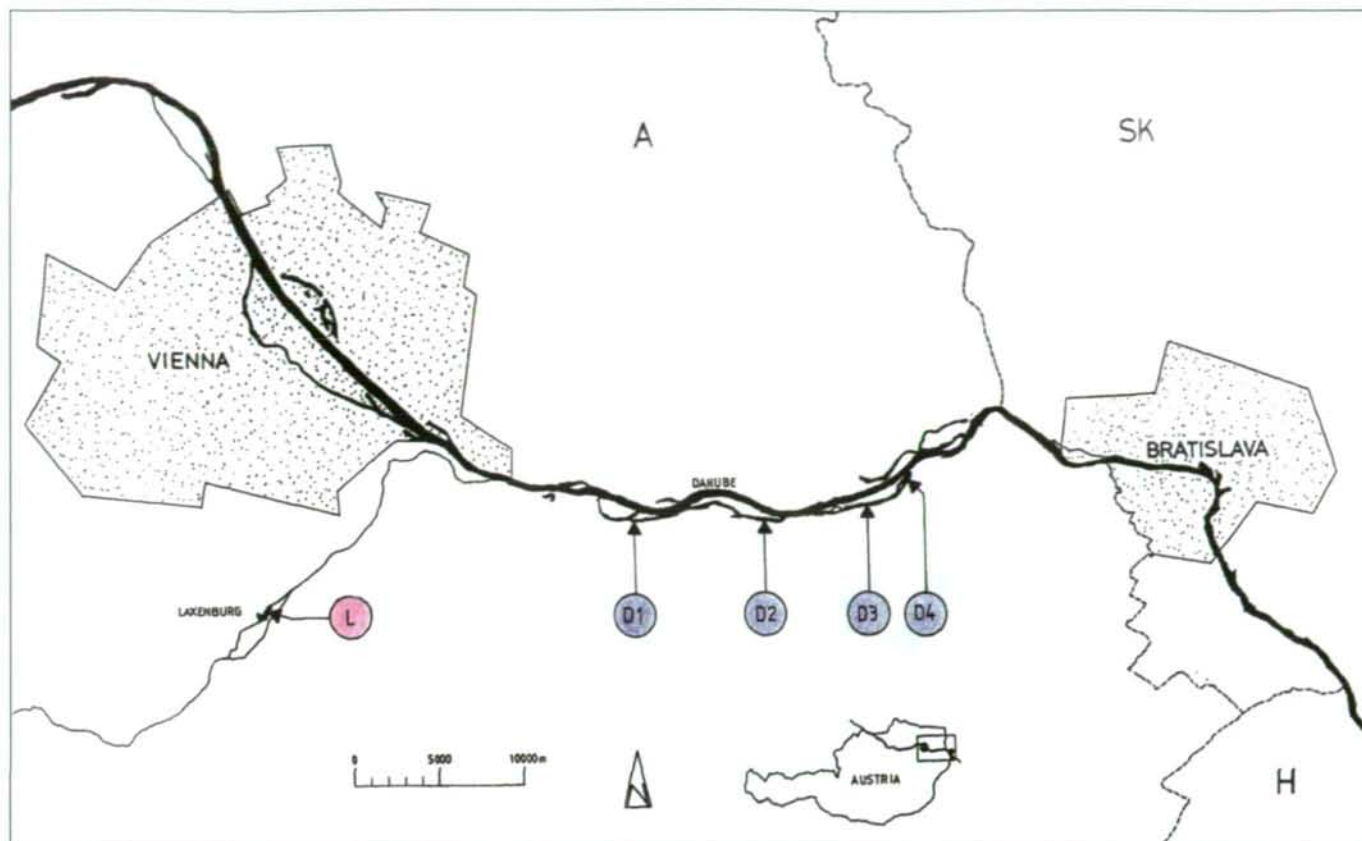 A
SK
VIENNA
BRATISLAVA
DANUBE
LAXENBURG
L
D1
D2
D3
D4
0 5000 10000m
N
AUSTRIA
H